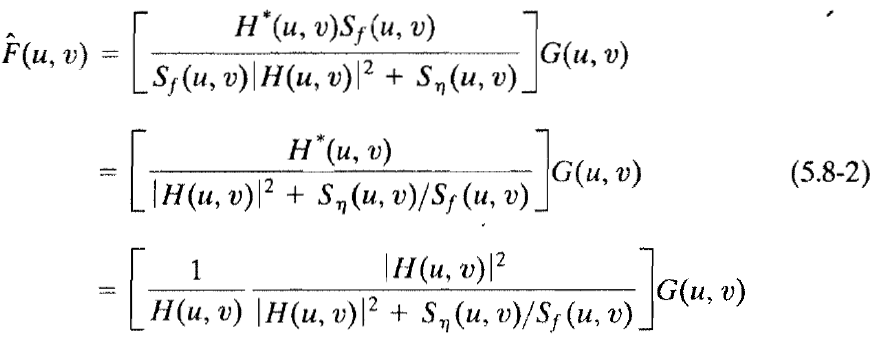 F̂(u, v) = [ H*(u, v)S_f(u, v) / S_f(u, v)|H(u, v)|² + S_η(u, v) ] G(u, v)
= [ H*(u, v) / |H(u, v)|² + S_η(u, v)/S_f(u, v) ] G(u, v) (5.8-2)
= [ 1 / H(u, v) |H(u, v)|² / |H(u, v)|² + S_η(u, v)/S_f(u, v) ] G(u, v)